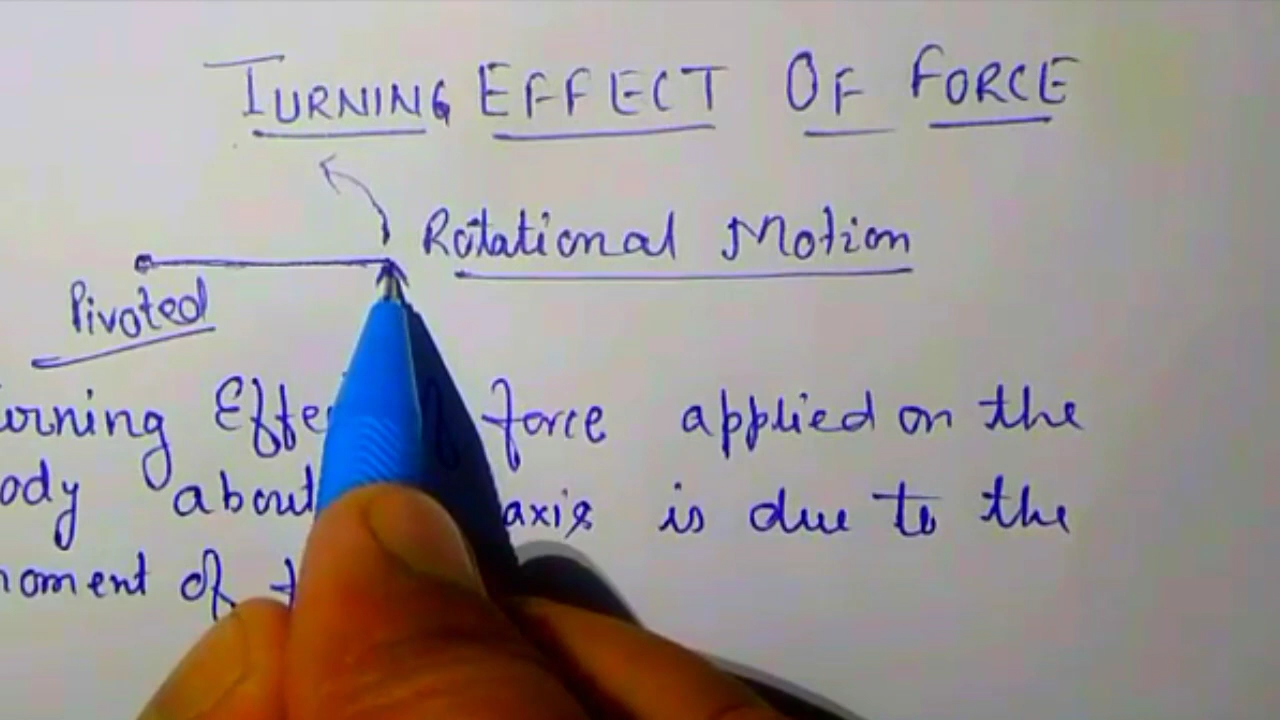 TURNING EFFECT OF FORCE
Rotational Motion
Pivoted
urning Effe force applied on the
ody about axis is due to the
oment of